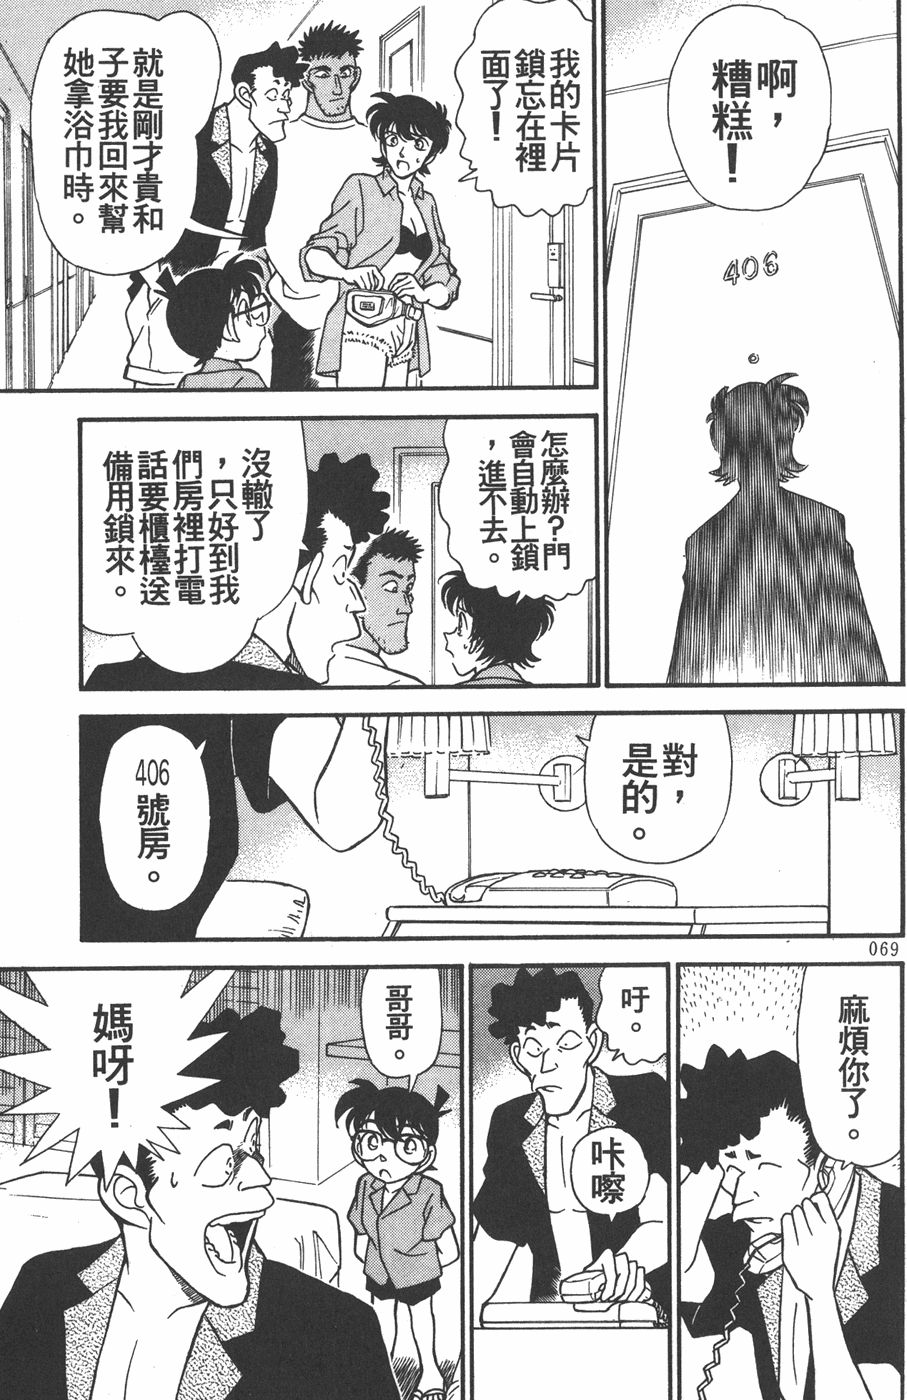 啊，
糟糕！
406
我的卡片
鎖忘在裡
面了！
就是剛才貴和
子要我回來幫
她拿浴巾時。
怎麼辦？門
會自動上鎖
，進不去。
沒轍了
，只好到我
們房裡打電
話要櫃檯送
備用鎖來。
對，
是的。
406
號房。
069
麻煩你了。
吁。
咔嚓
哥哥。
媽呀！